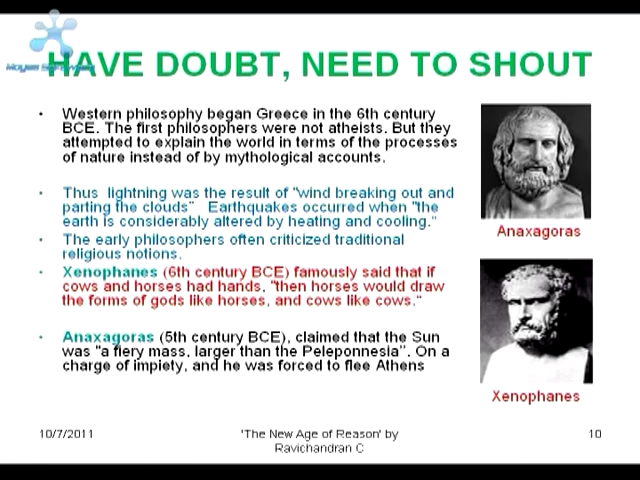 HAVE DOUBT, NEED TO SHOUT
• Western philosophy began Greece in the 6th century
BCE. The first philosophers were not atheists. But they
attempted to explain the world in terms of the processes
of nature instead of by mythological accounts.
• Thus lightning was the result of "wind breaking out and
parting the clouds" Earthquakes occurred when "the
earth is considerably altered by heating and cooling."
• The early philosophers often criticized traditional
religious notions.
• Xenophanes (6th century BCE) famously said that if
cows and horses had hands, "then horses would draw
the forms of gods like horses, and cows like cows."
• Anaxagoras (5th century BCE), claimed that the Sun
was "a fiery mass, larger than the Peleponnesia". On a
charge of impiety, and he was forced to flee Athens
Anaxagoras
Xenophanes
10/7/2011
'The New Age of Reason' by
Ravichandran C
10